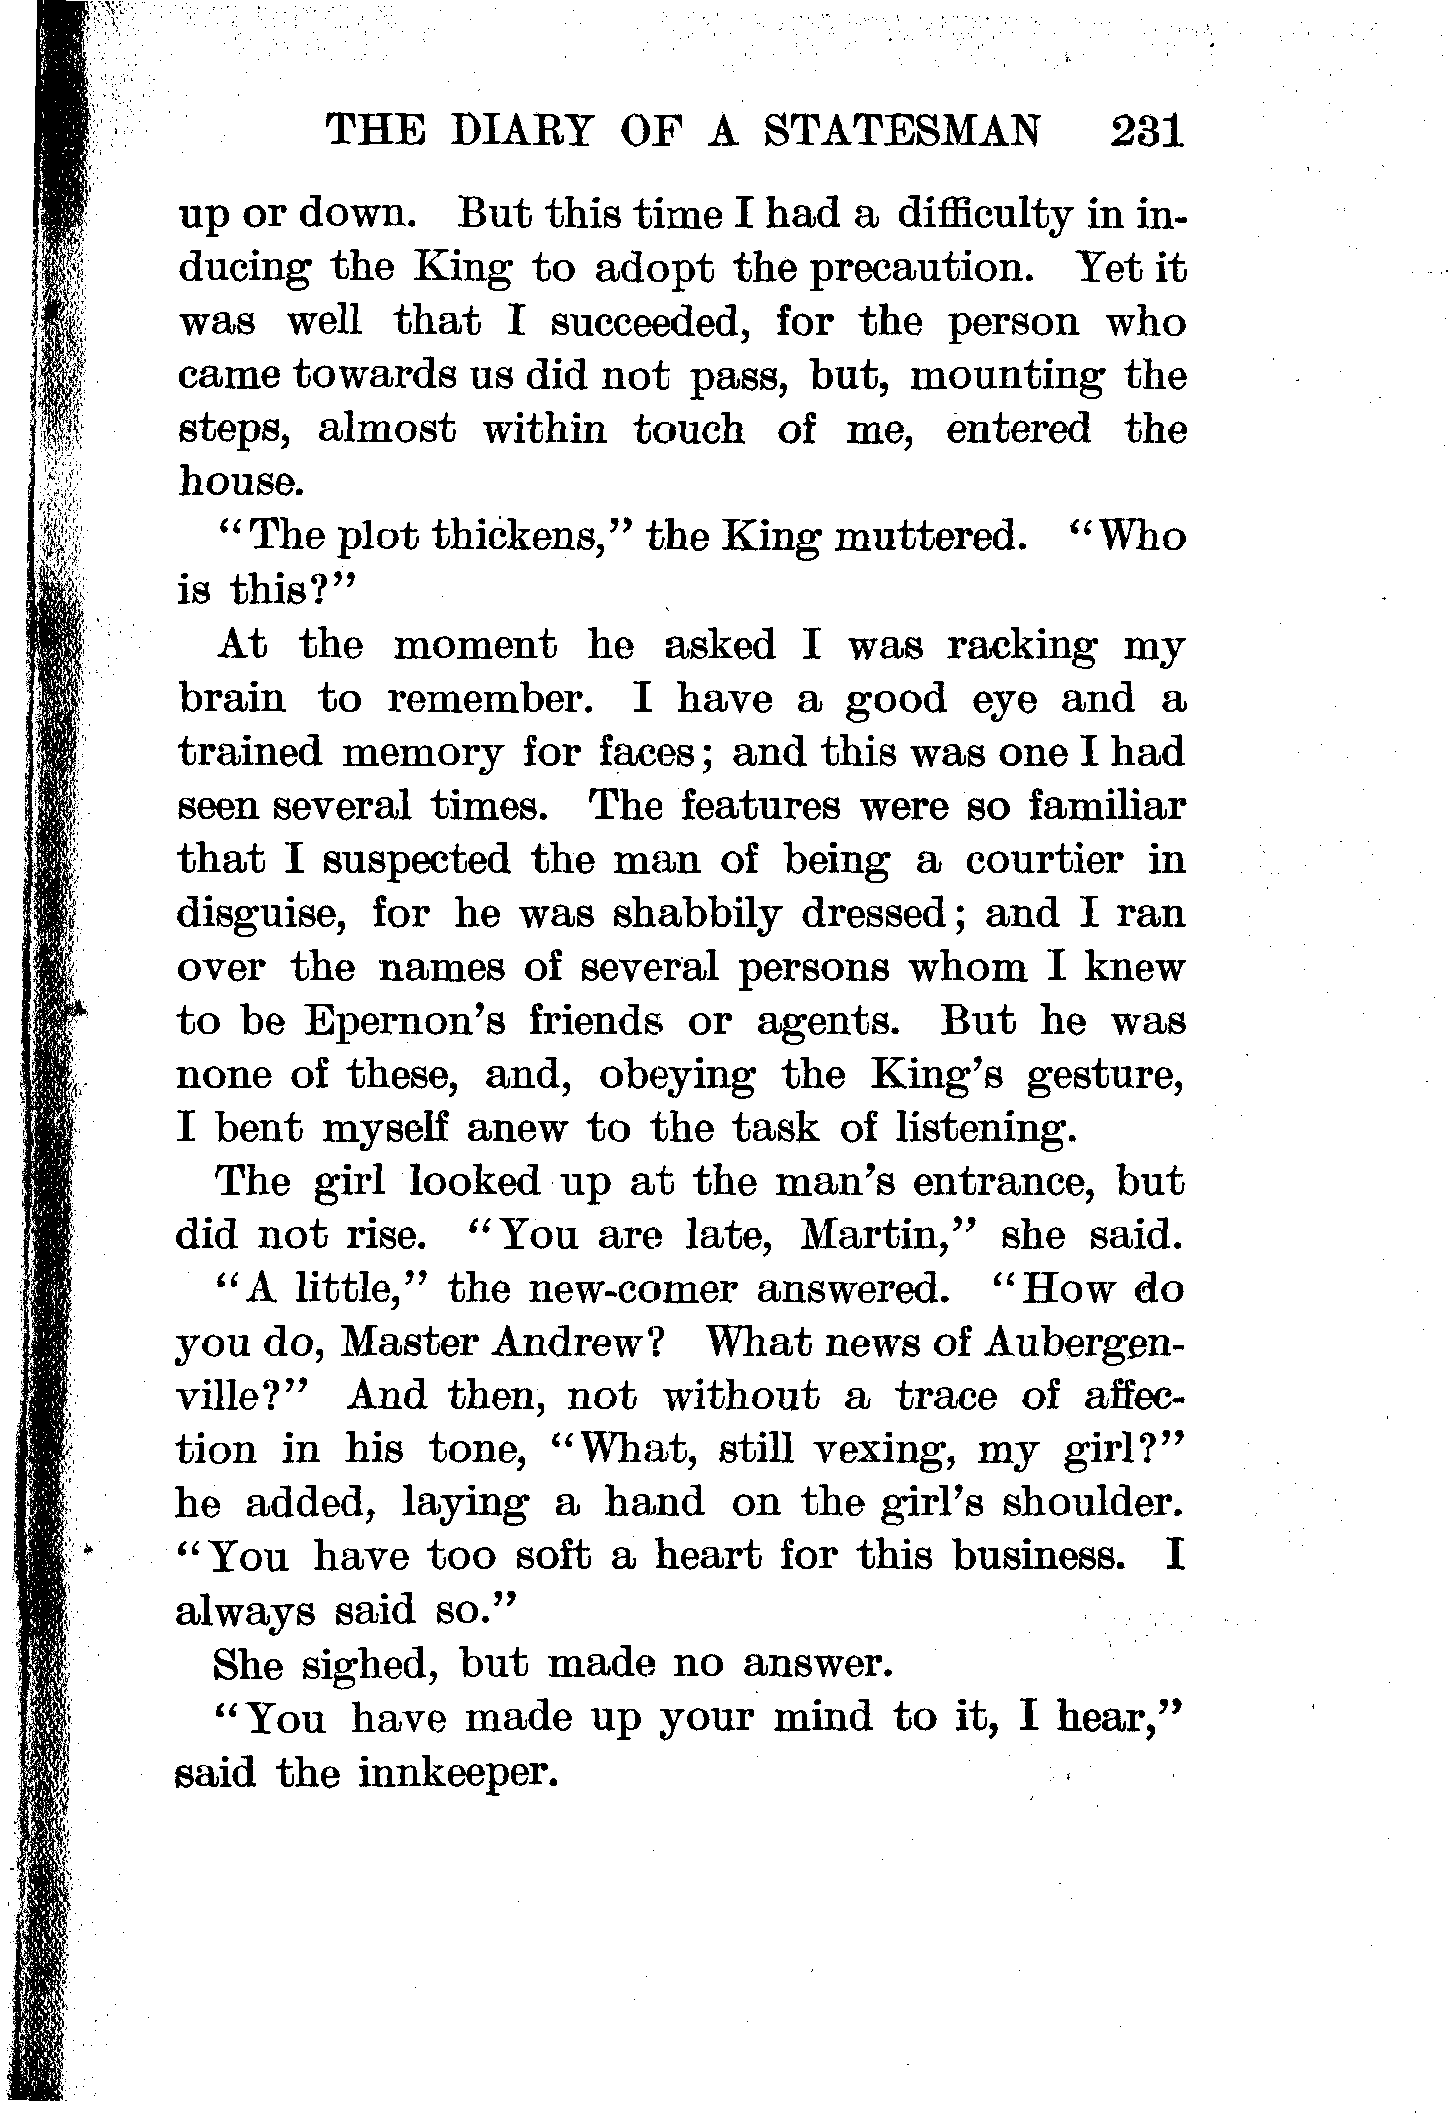 THE DIARY OF A STATESMAN 231
up or down. But this time I had a difficulty in in-
ducing the King to adopt the precaution. Yet it
was well that I succeeded, for the person who
came towards us did not pass, but, mounting the
steps, almost within touch of me, entered the
house.
"The plot thickens," the King muttered. "Who
is this?"
At the moment he asked I was racking my
brain to remember. I have a good eye and a
trained memory for faces; and this was one I had
seen several times. The features were so familiar
that I suspected the man of being a courtier in
disguise, for he was shabbily dressed; and I ran
over the names of several persons whom I knew
to be Epernon's friends or agents. But he was
none of these, and, obeying the King's gesture,
I bent myself anew to the task of listening.
The girl looked up at the man's entrance, but
did not rise. "You are late, Martin," she said.
"A little," the new-comer answered. "How do
you do, Master Andrew? What news of Aubergen-
ville?" And then, not without a trace of affec-
tion in his tone, "What, still vexing, my girl?"
he added, laying a hand on the girl's shoulder.
"You have too soft a heart for this business. I
always said so."
She sighed, but made no answer.
"You have made up your mind to it, I hear,"
said the innkeeper.